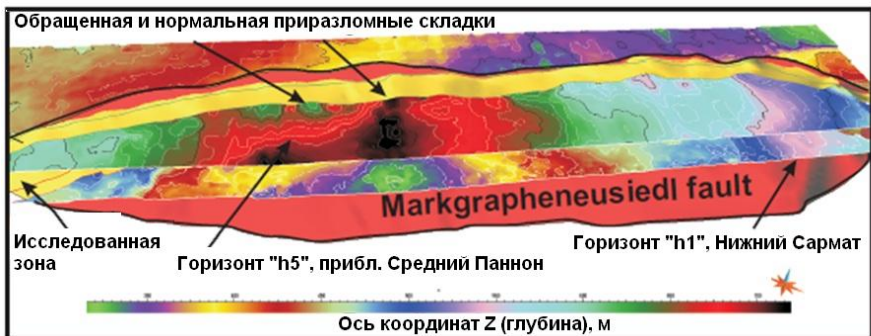 Обращенная и нормальная приразломные складки
Markgrapheneusiedl fault
Исследованная
зона
Горизонт "h5", прибл. Средний Паннон
Горизонт "h1", Нижний Сармат
Ось координат Z (глубина), м